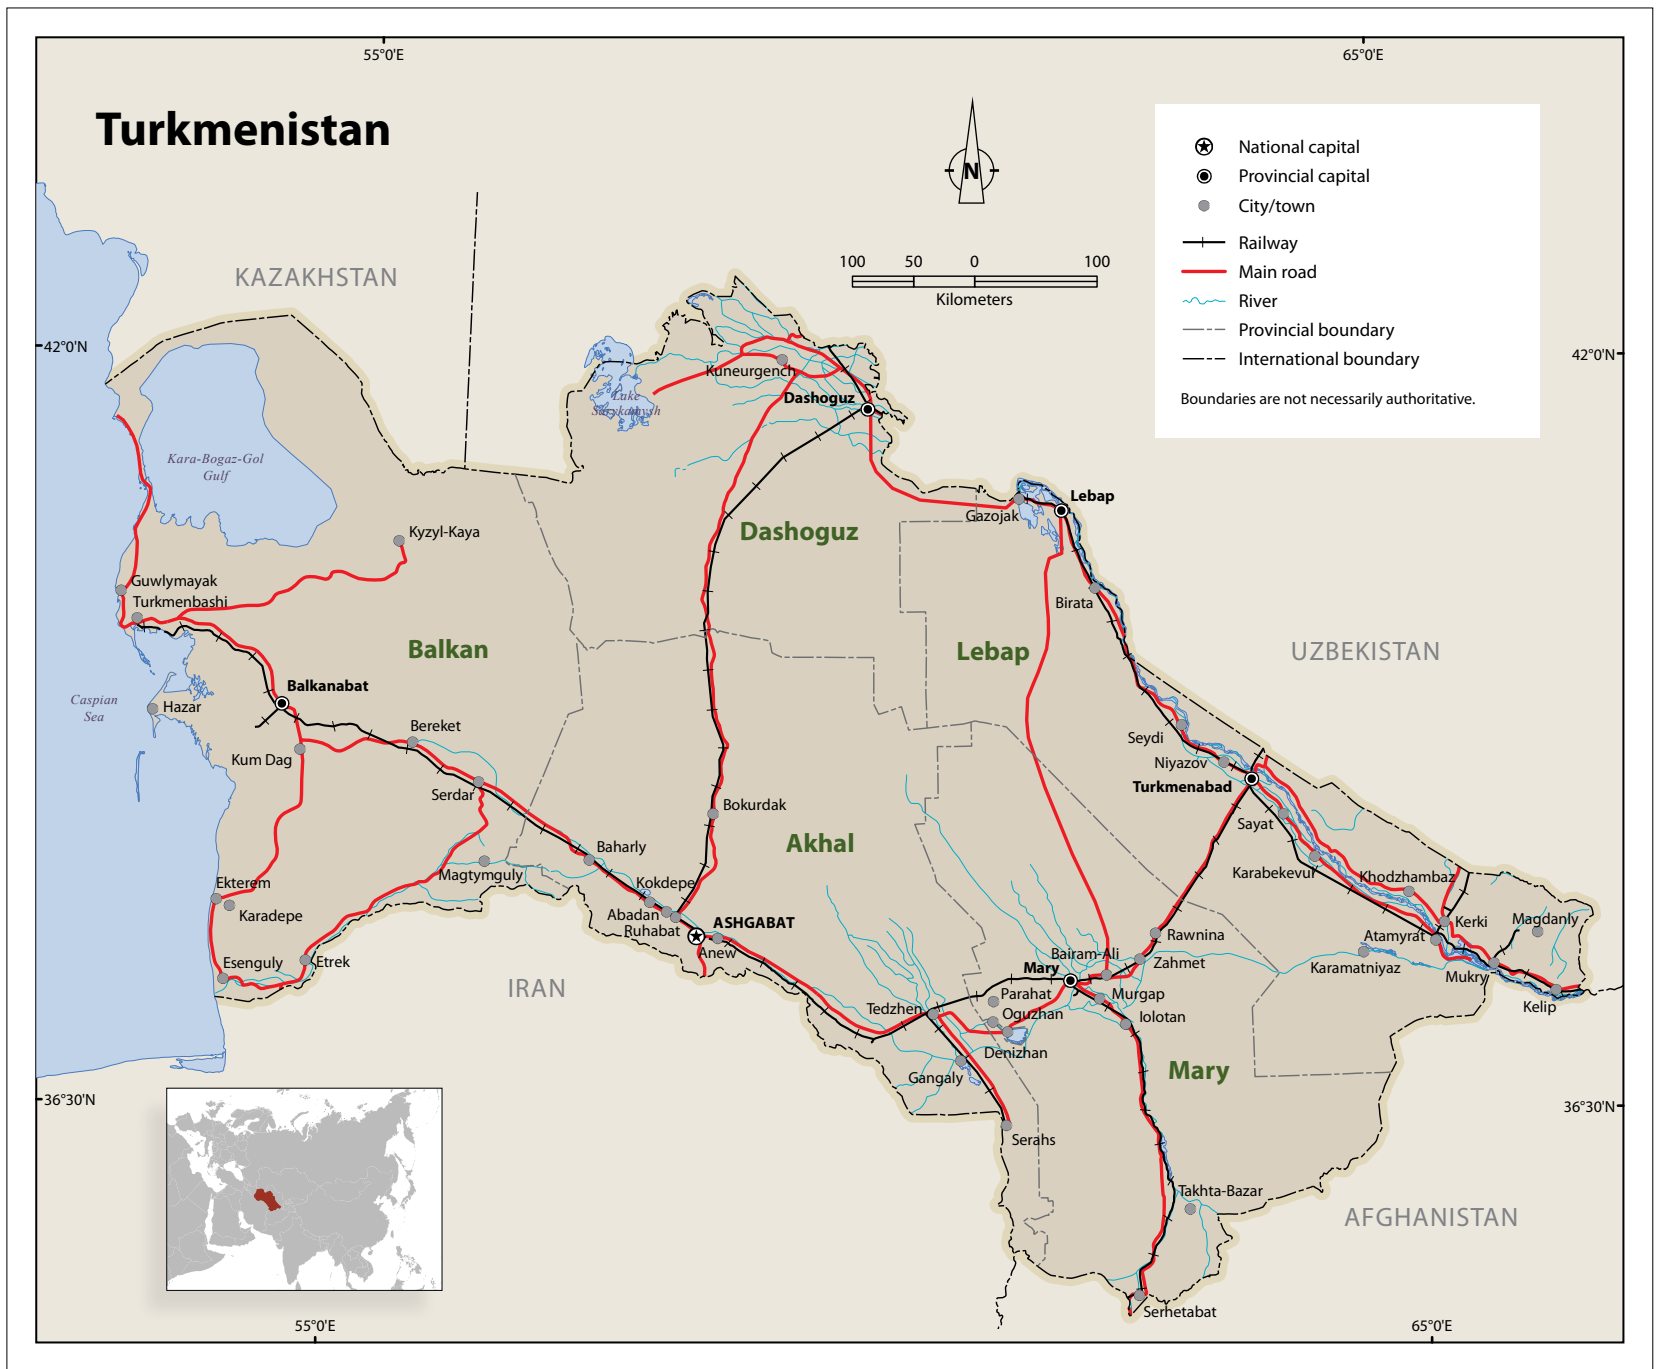 55°0'E
65°0'E
Turkmenistan
N
National capital
Provincial capital
City/town
Railway
Main road
River
Provincial boundary
International boundary
Boundaries are not necessarily authoritative.
100 50 0 100
Kilometers
KAZAKHSTAN
42°0'N
42°0'N
Kuneurgench
Lake
Sarykamysh
Dashoguz
Kara-Bogaz-Gol
Gulf
Lebap
Gazojak
Kyzyl-Kaya
Dashoguz
Guwlymayak
Turkmenbashi
Birata
Balkan
Lebap
UZBEKISTAN
Balkanabat
Caspian
Sea
Hazar
Bereket
Kum Dag
Seydi
Niyazov
Turkmenabad
Serdar
Bokurdak
Sayat
Akhal
Baharly
Magtymguly
Karabekevur
Khodzhambaz
Kokdepe
Ekterem
Karadepe
Abadan
Ruhabat
ASHGABAT
Anew
Kerki
Magdanly
Atamyrat
Rawnina
Bairam-Ali
Zahmet
Esenguly
Etrek
Mary
Karamatniyaz
Mukry
IRAN
Parahat
Murgap
Kelip
Tedzhen
Oguzhan
Iolotan
Denizhan
Gangaly
Mary
36°30'N
36°30'N
Serahs
Takhta-Bazar
AFGHANISTAN
Serhetabat
55°0'E
65°0'E